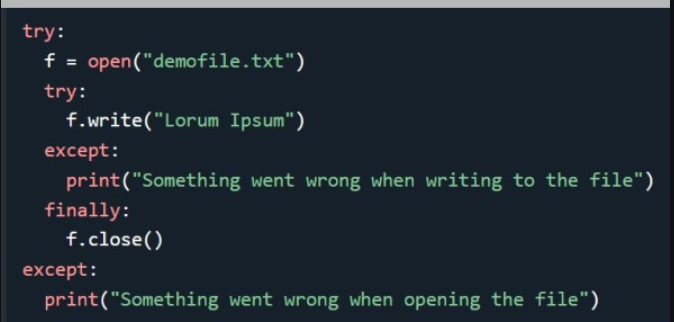 try:
  f = open("demofile.txt")
  try:
    f.write("Lorum Ipsum")
  except:
    print("Something went wrong when writing to the file")
  finally:
    f.close()
except:
  print("Something went wrong when opening the file")